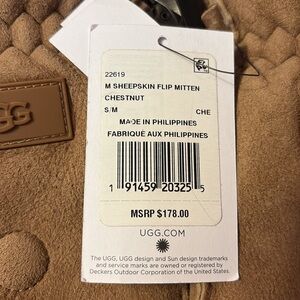 22619
M SHEEPSKIN FLIP MITTEN
CHESTNUT
S/M CHE
MADE IN PHILIPPINES
FABRIQUÉ AUX PHILIPPINES
1 91459 20325 5
MSRP $178.00
UGG.COM
The UGG, UGG design and Sun design trademarks
and service marks are owned or registered by
Deckers Outdoor Corporation of the United States.
GG